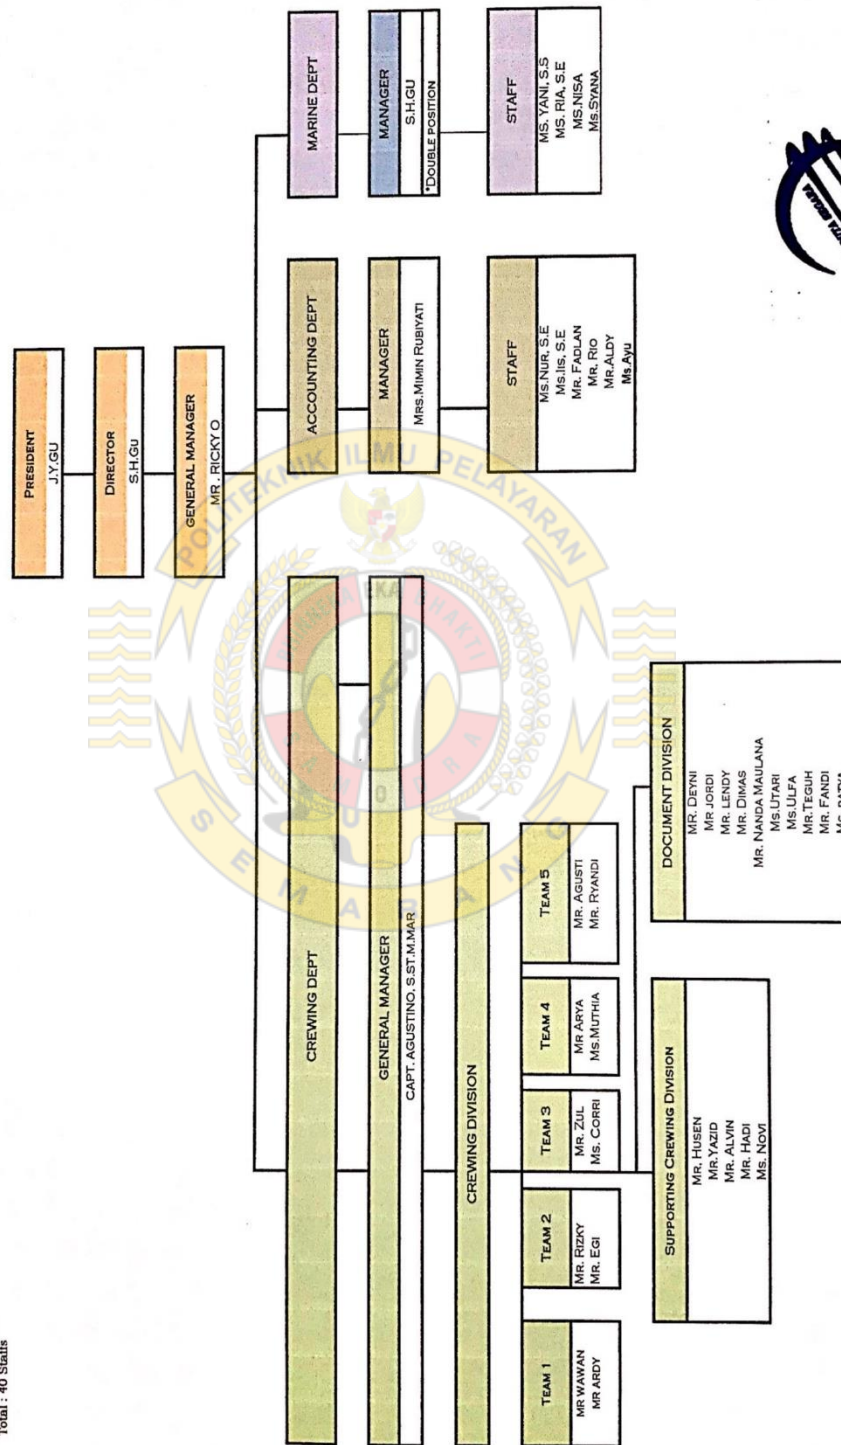 Total : 40 Staffs
PRESIDENT
J.Y.GU
DIRECTOR
S.H.GU
GENERAL MANAGER
MR . RICKY O
CREWING DEPT
ACCOUNTING DEPT
MARINE DEPT
GENERAL MANAGER
CAPT. AGUSTINO, S.ST.M.MAR
MANAGER
MRS.MIMIN RUBIYATI
MANAGER
S.H.GU
*DOUBLE POSITION
CREWING DIVISION
STAFF
MS.NUR, S.E
MS.IIS, S.E
MR. FADLAN
MR. RIO
MR.ALDY
Ms.Ayu
STAFF
MS. YANI, S.S
MS. RIA, S.E
MS.NISA
MS.SYANA
TEAM 1
MR WAWAN
MR ARDY
TEAM 2
MR. RIZKY
MR. EGI
TEAM 3
MR. ZUL
MS. CORRI
TEAM 4
MR ARYA
MS.MUTHIA
TEAM 5
MR. AGUSTI
MR. RYANDI
SUPPORTING CREWING DIVISION
MR. HUSEN
MR.YAZID
MR. ALVIN
MR. HADI
MS. NOVI
DOCUMENT DIVISION
MR. DEYNI
MR JORDI
MR. LENDY
MR. DIMAS
MR. NANDA MAULANA
MS.UTARI
MS.ULFA
MR.TEGUH
MR. FANDI
POLITEKNIK ILMU PELAYARAN
EKA BHAKTI
SAMUDRA
SEMARANG